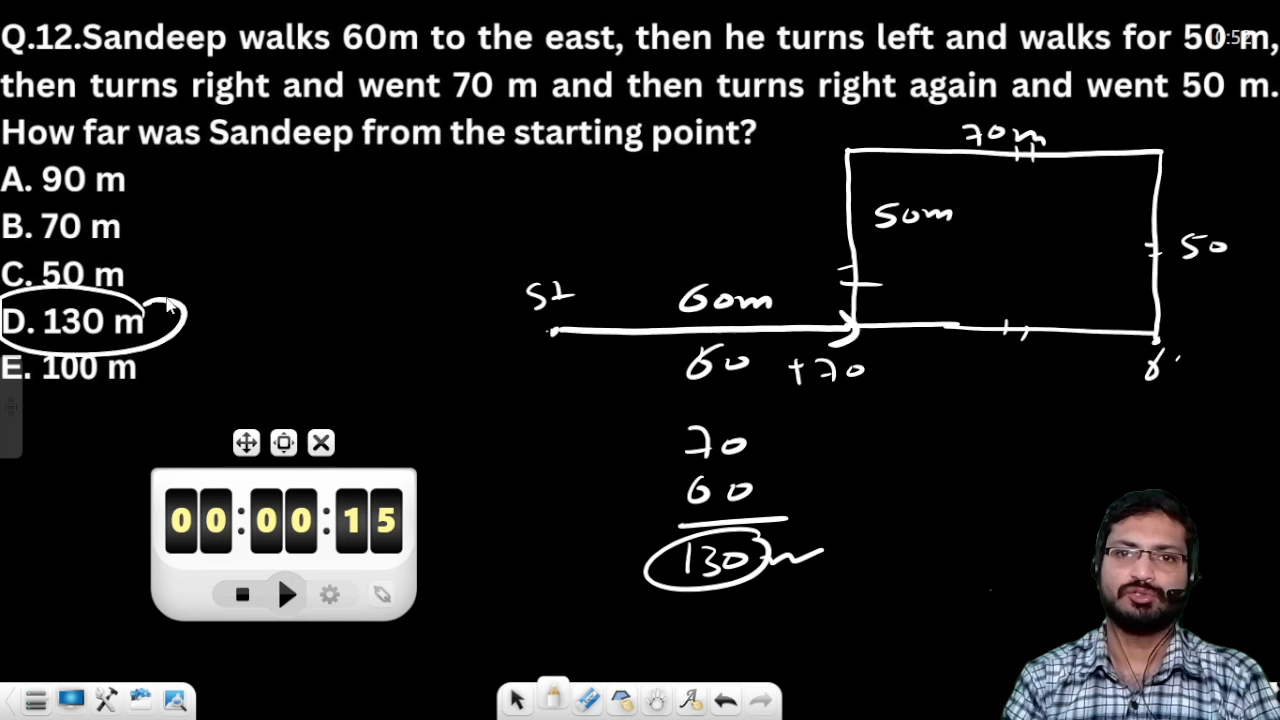 Q.12.Sandeep walks 60m to the east, then he turns left and walks for 50 m,
then turns right and went 70 m and then turns right again and went 50 m.
How far was Sandeep from the starting point?
A. 90 m
B. 70 m
C. 50 m
D. 130 m
E. 100 m
70m
50m
50
St
60m
60 +70
70
60
130m
00:00:15